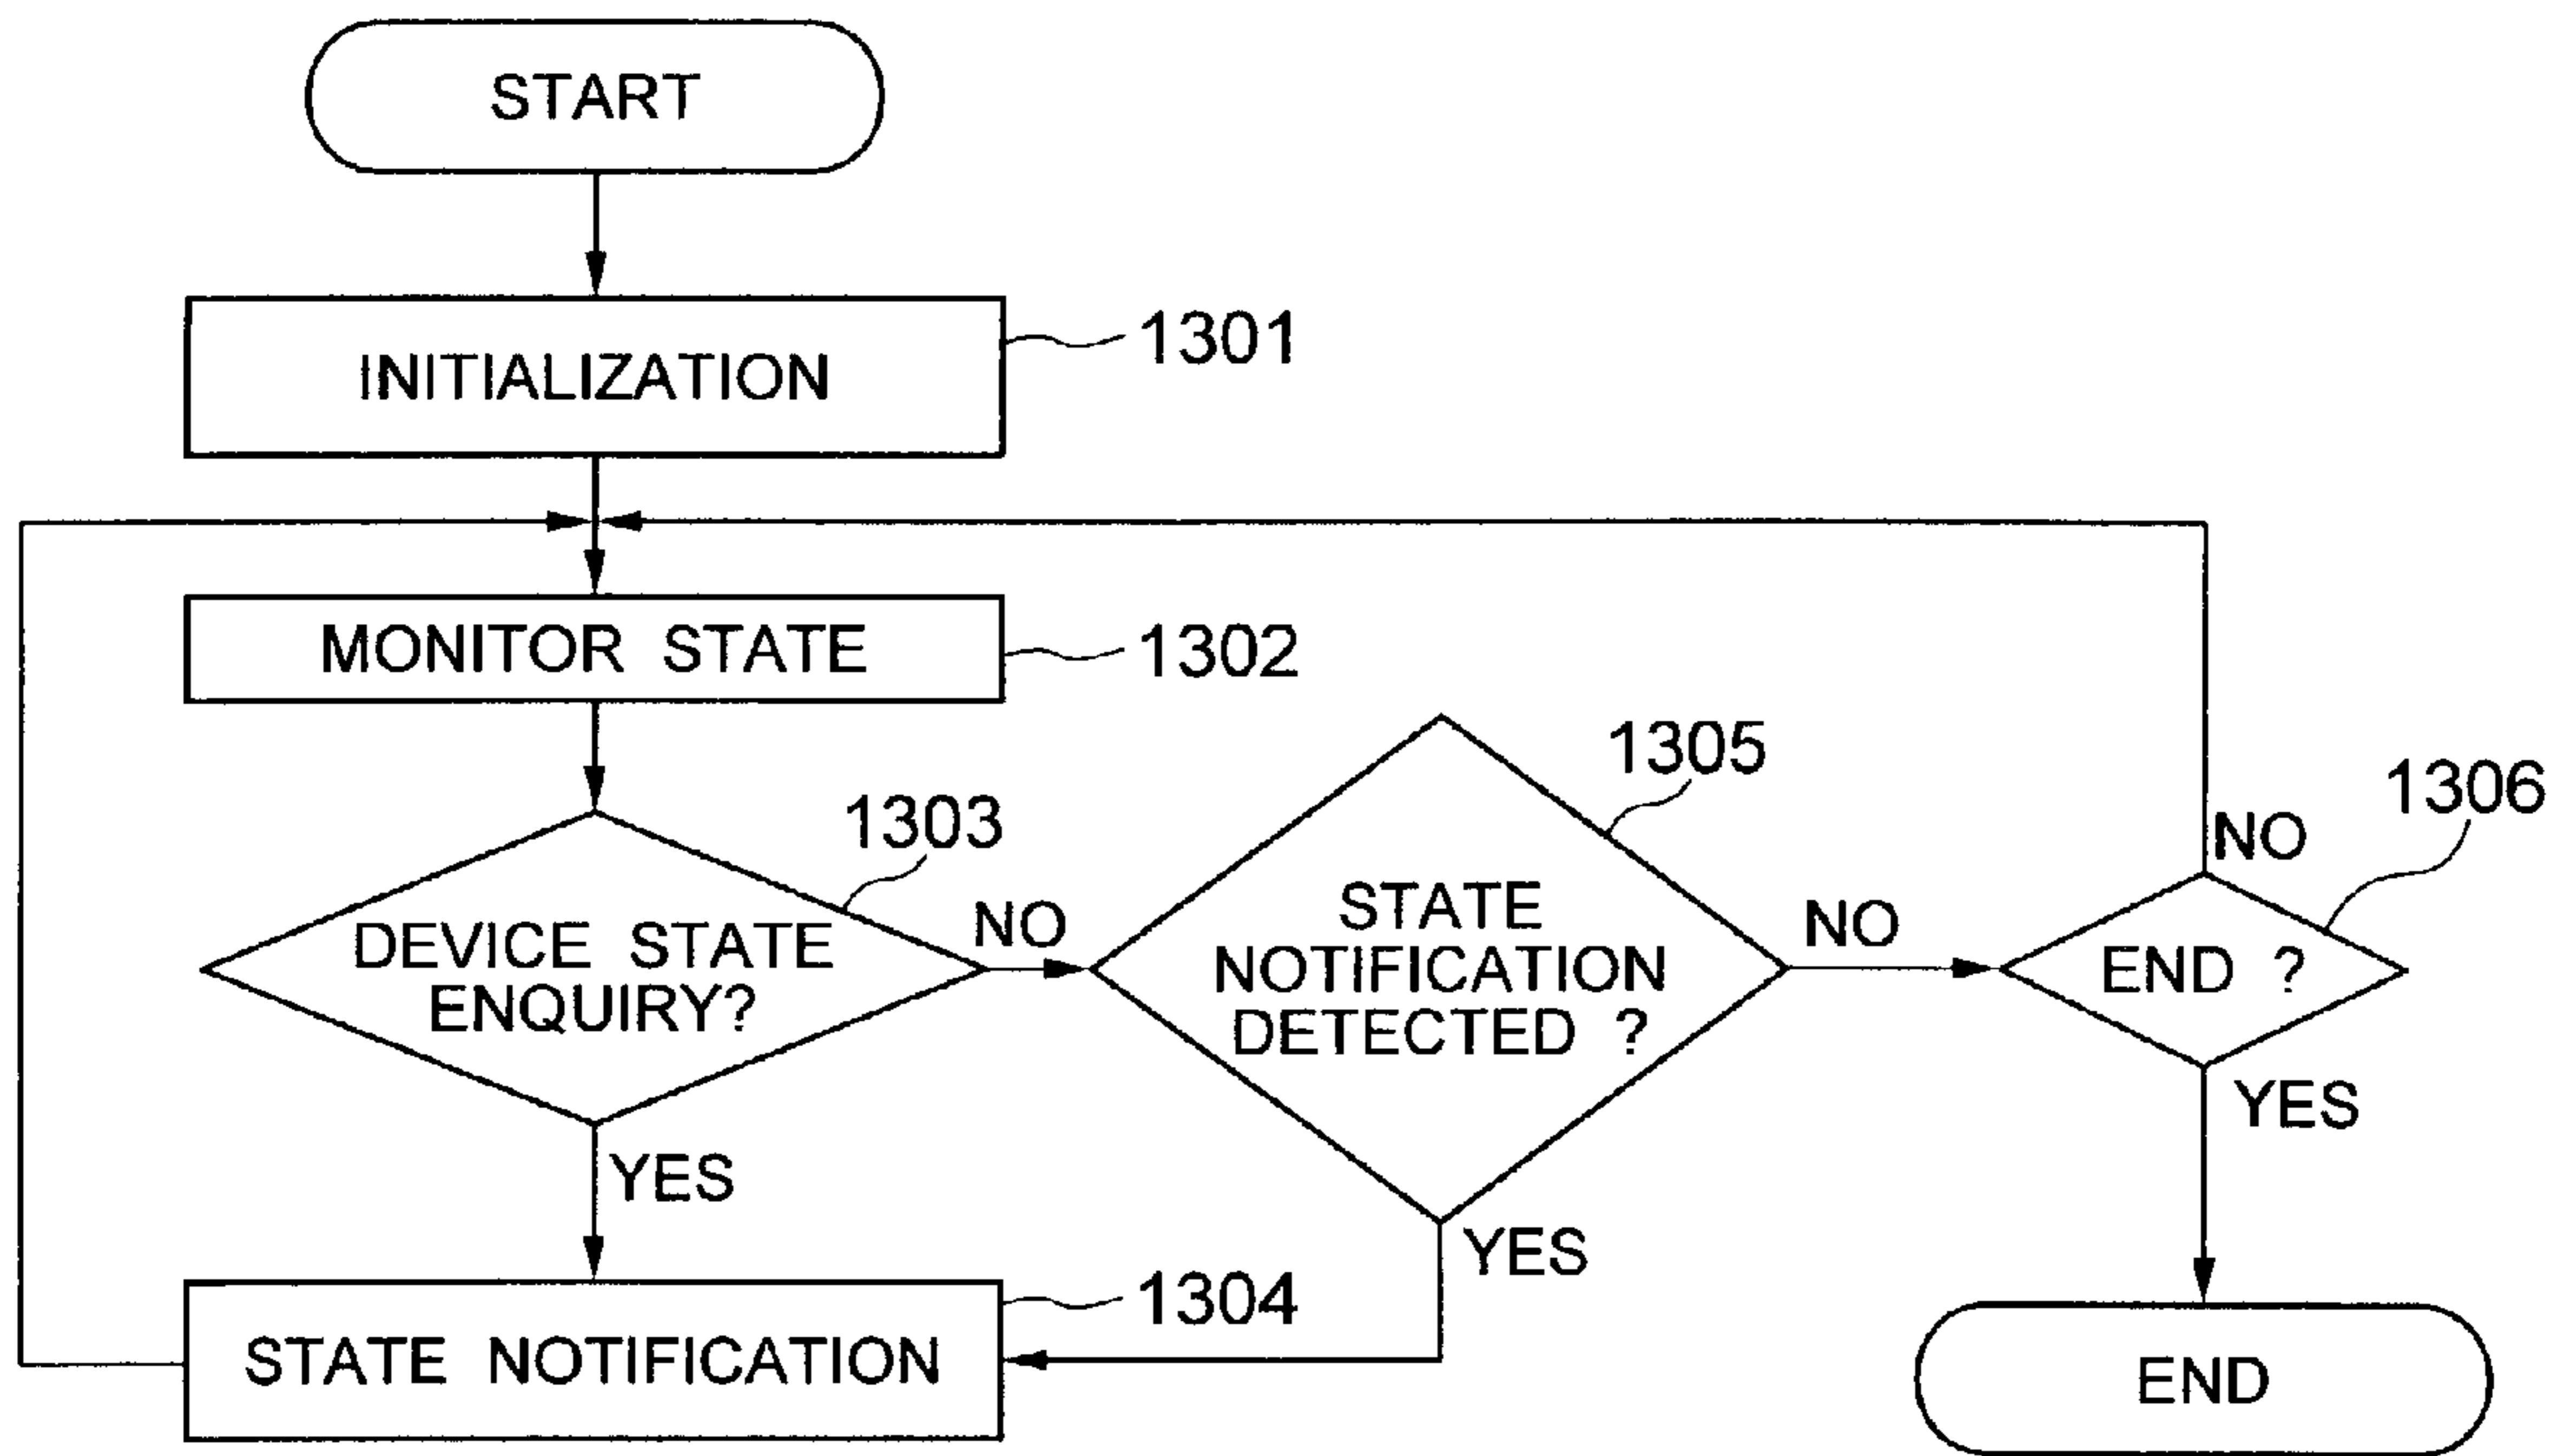 START
INITIALIZATION
1301
MONITOR STATE
1302
1303
DEVICE STATE
ENQUIRY?
NO
YES
1305
STATE
NOTIFICATION
DETECTED ?
NO
YES
1306
NO
END ?
YES
1304
STATE NOTIFICATION
END